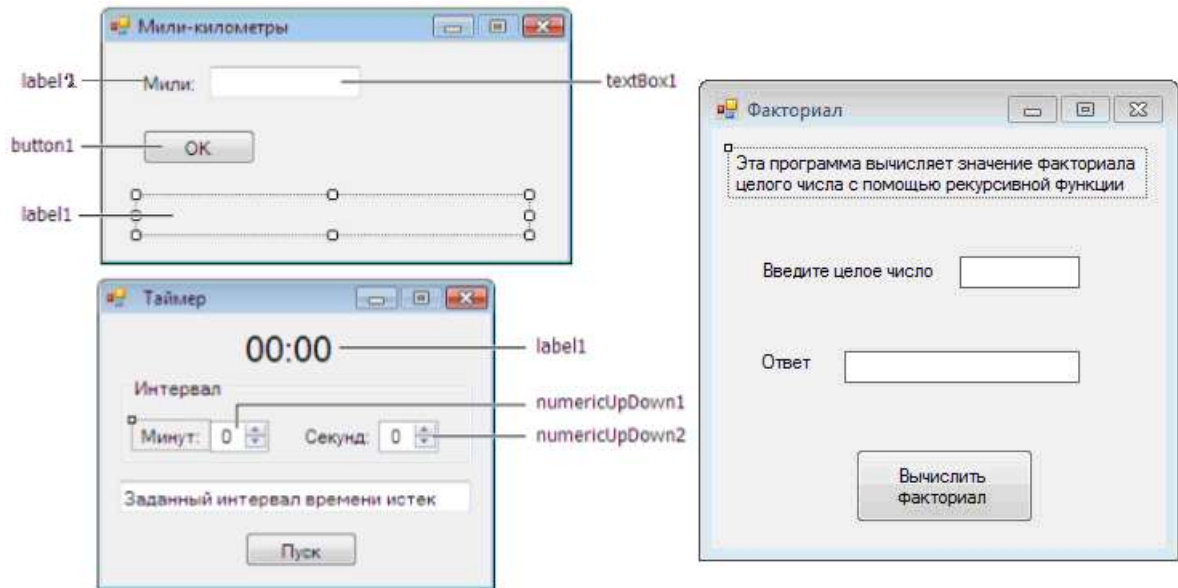 Мили-километры
label2
Мили:
textBox1
button1
OK
label1
Таймер
00:00
label1
Интервал
numericUpDown1
Минут: 0
Секунд: 0
numericUpDown2
Заданный интервал времени истек
Пуск
Факториал
Эта программа вычисляет значение факториала
целого числа с помощью рекурсивной функции
Введите целое число
Ответ
Вычислить
факториал